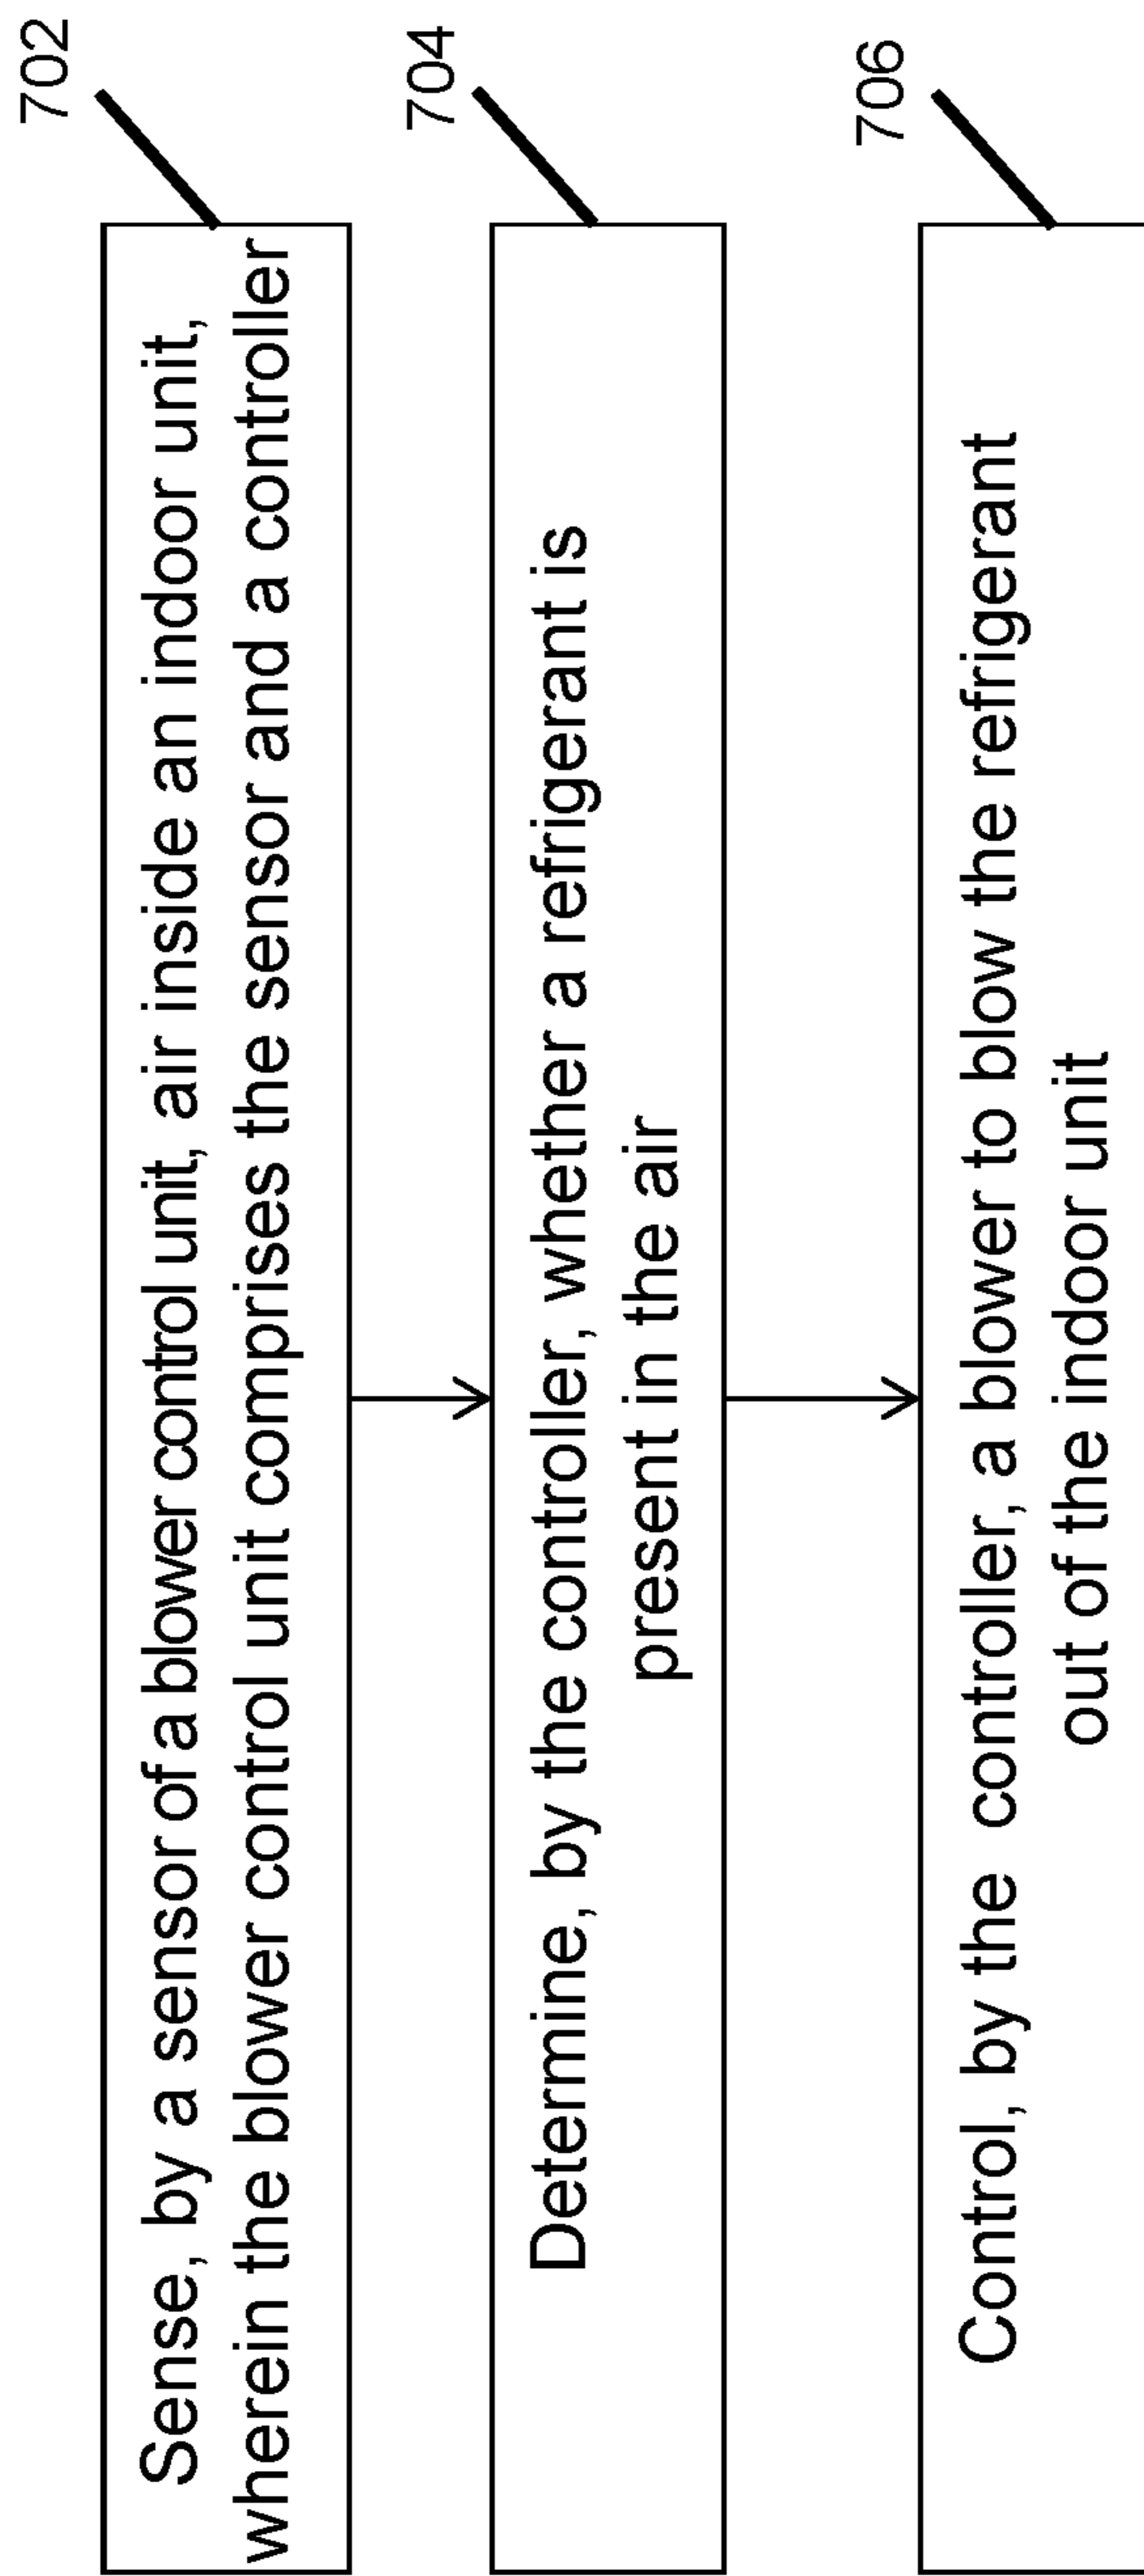 702
Sense, by a sensor of a blower control unit, air inside an indoor unit,
wherein the blower control unit comprises the sensor and a controller
704
Determine, by the controller, whether a refrigerant is
present in the air
706
Control, by the controller, a blower to blow the refrigerant
out of the indoor unit